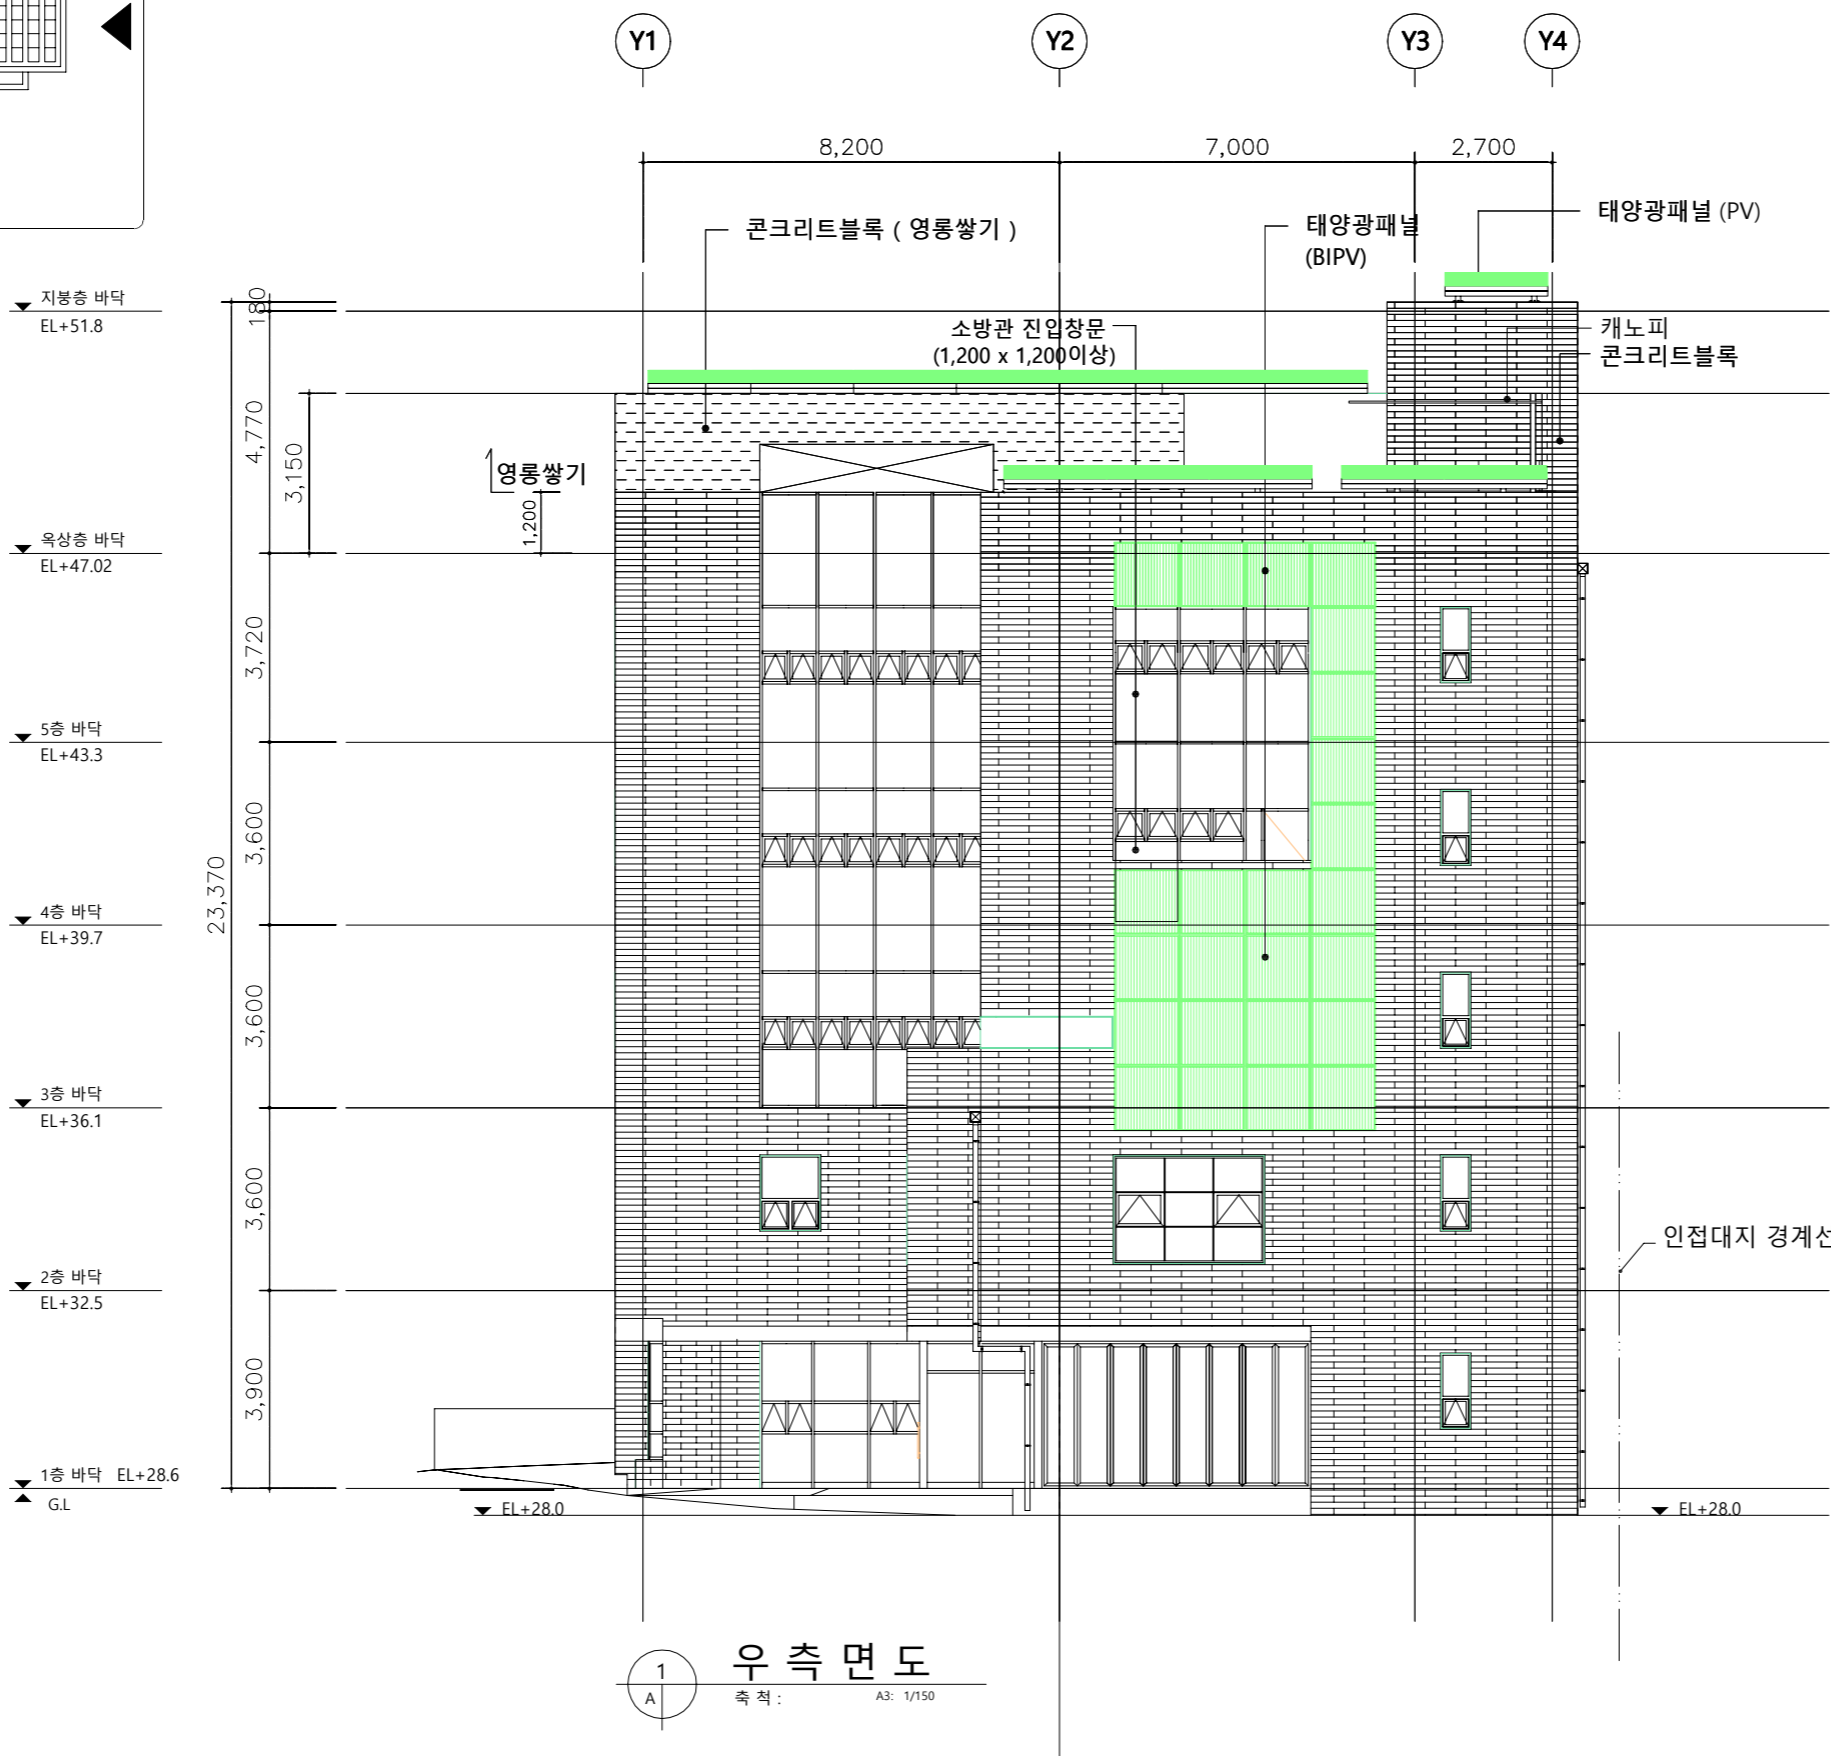 Y1
Y2
Y3
Y4
8,200
7,000
2,700
콘크리트블록 ( 영롱쌓기 )
태양광패널
(BIPV)
태양광패널 (PV)
지붕층 바닥
EL+51.8
180
소방관 진입창문
(1,200 x 1,200이상)
캐노피
콘크리트블록
4,770
3,150
영롱쌓기
1,200
옥상층 바닥
EL+47.02
3,720
5층 바닥
EL+43.3
3,600
23,370
4층 바닥
EL+39.7
3,600
3층 바닥
EL+36.1
3,600
인접대지 경계선
2층 바닥
EL+32.5
3,900
1층 바닥 EL+28.6
G.L
EL+28.0
EL+28.0
1
A
우 측 면 도
축 척 :
A3: 1/150